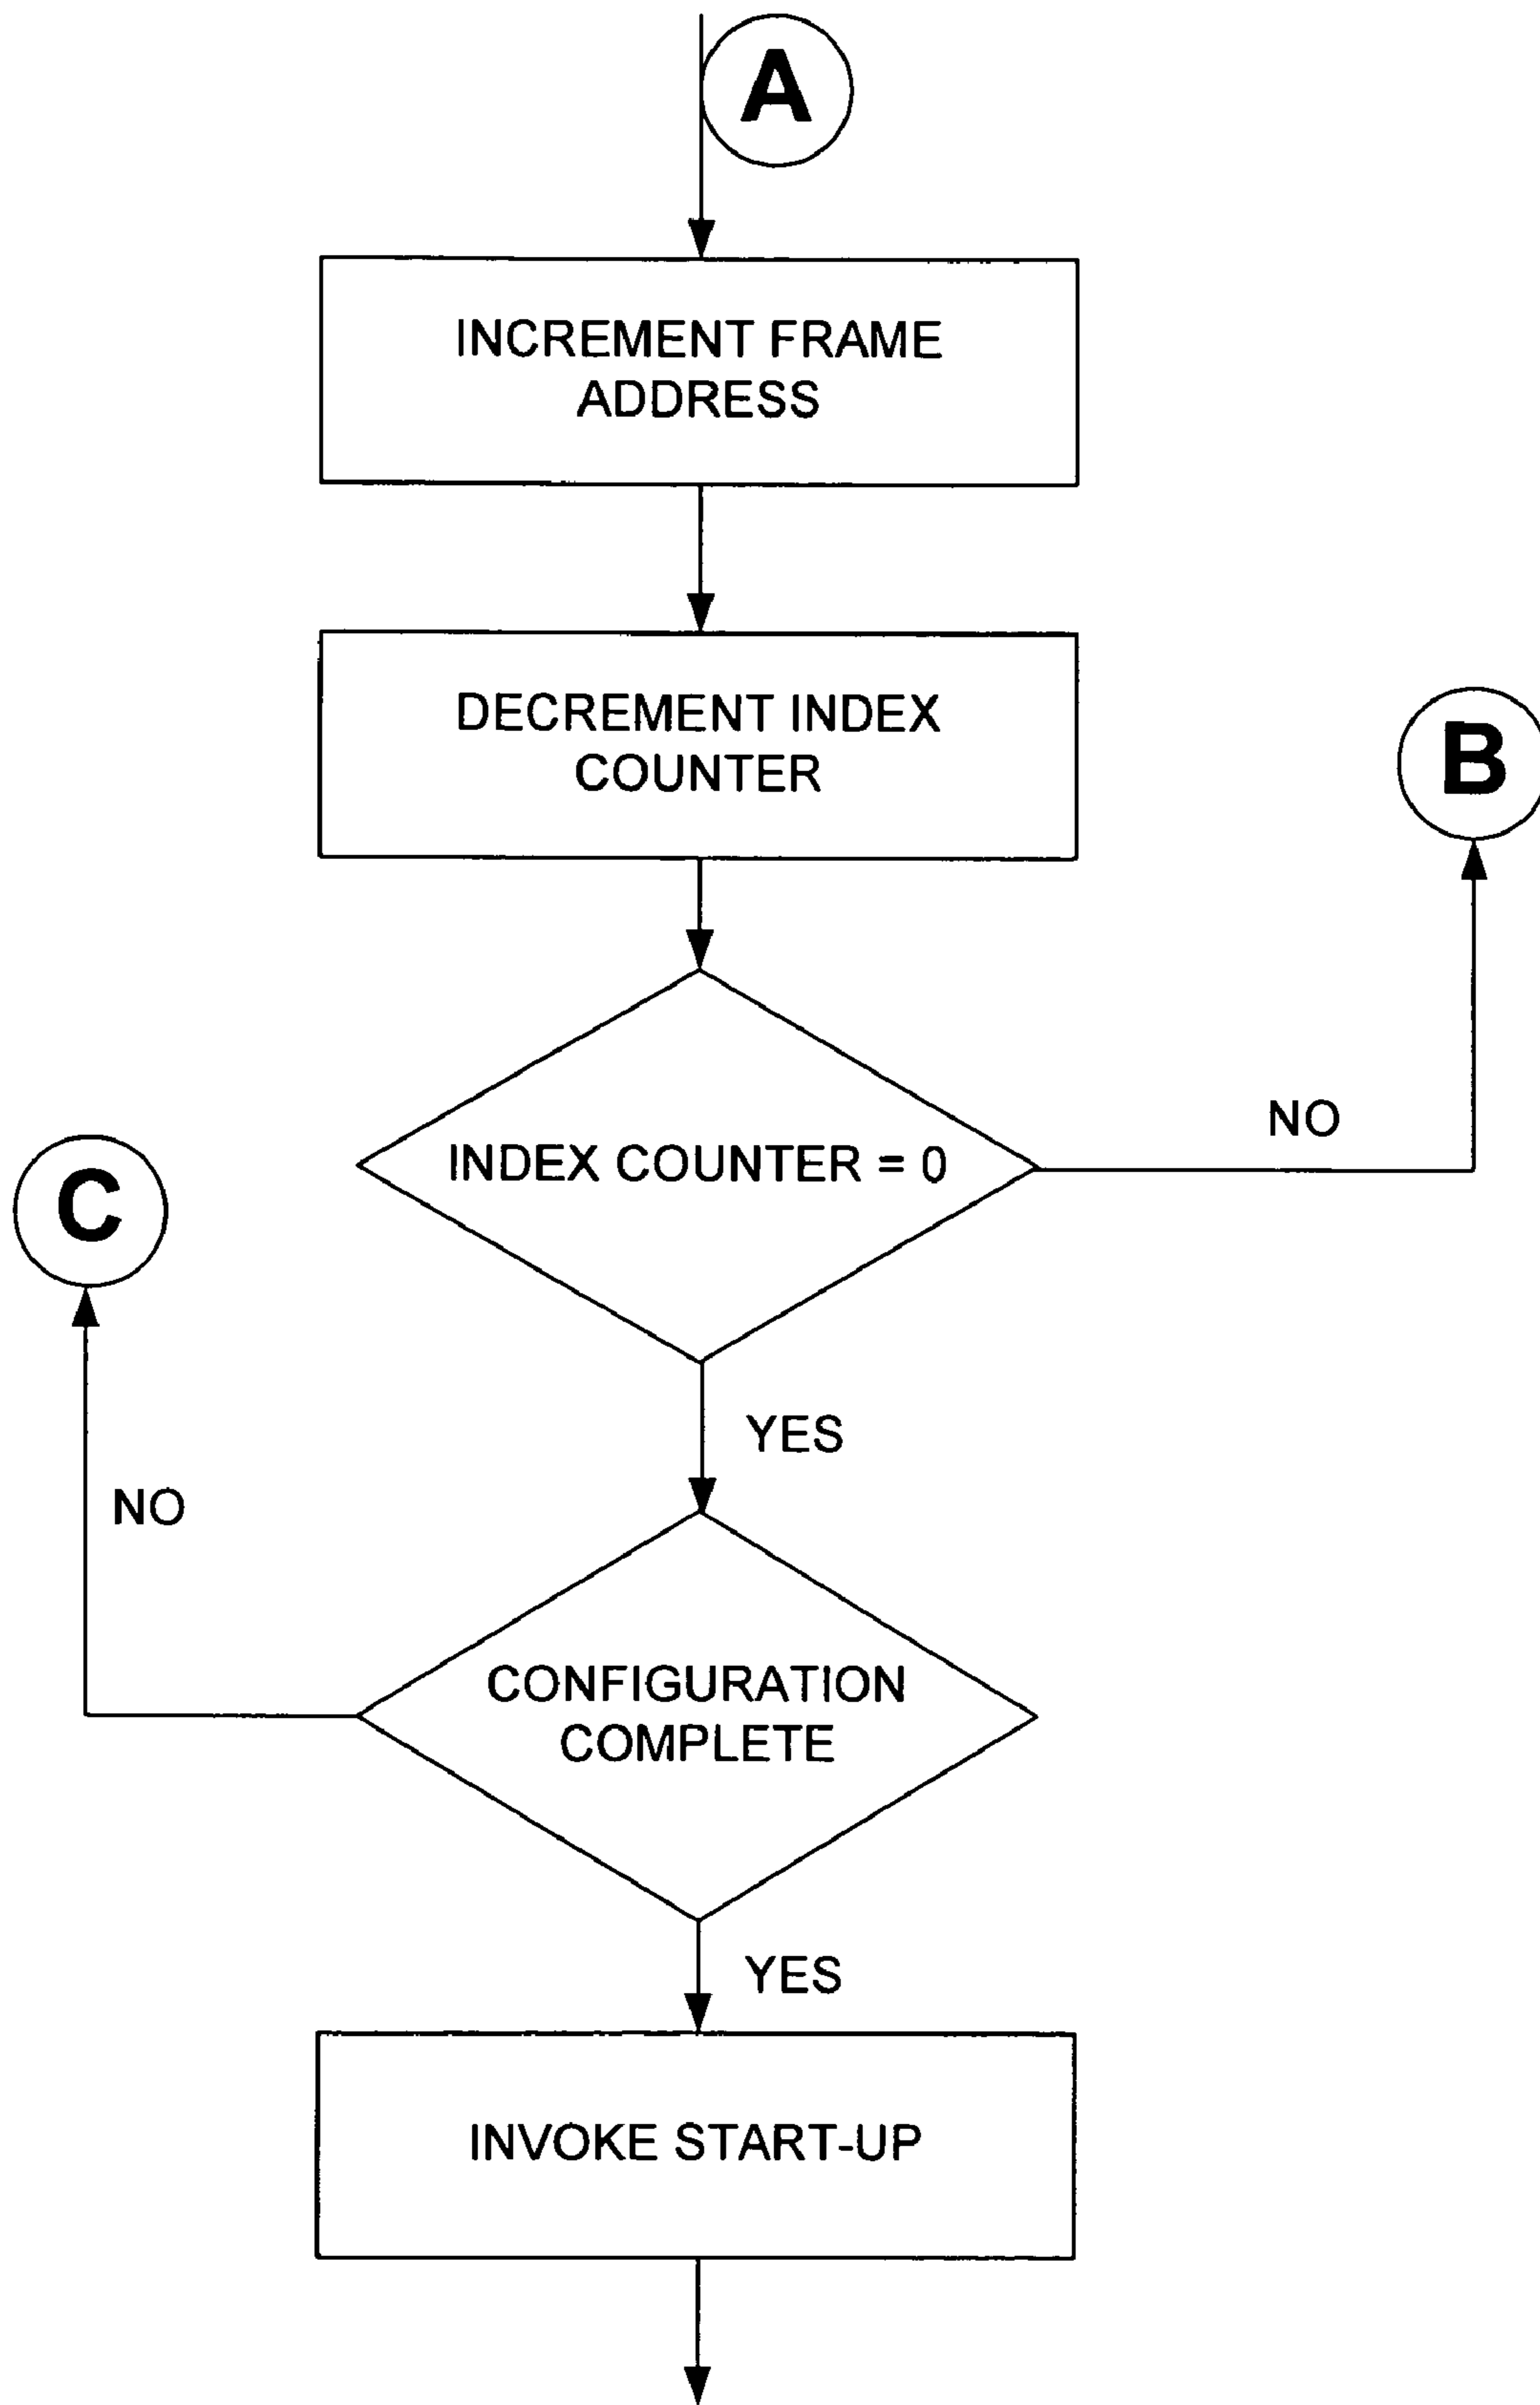 A
INCREMENT FRAME
ADDRESS
DECREMENT INDEX
COUNTER
B
INDEX COUNTER = 0
NO
C
YES
NO
CONFIGURATION
COMPLETE
YES
INVOKE START-UP